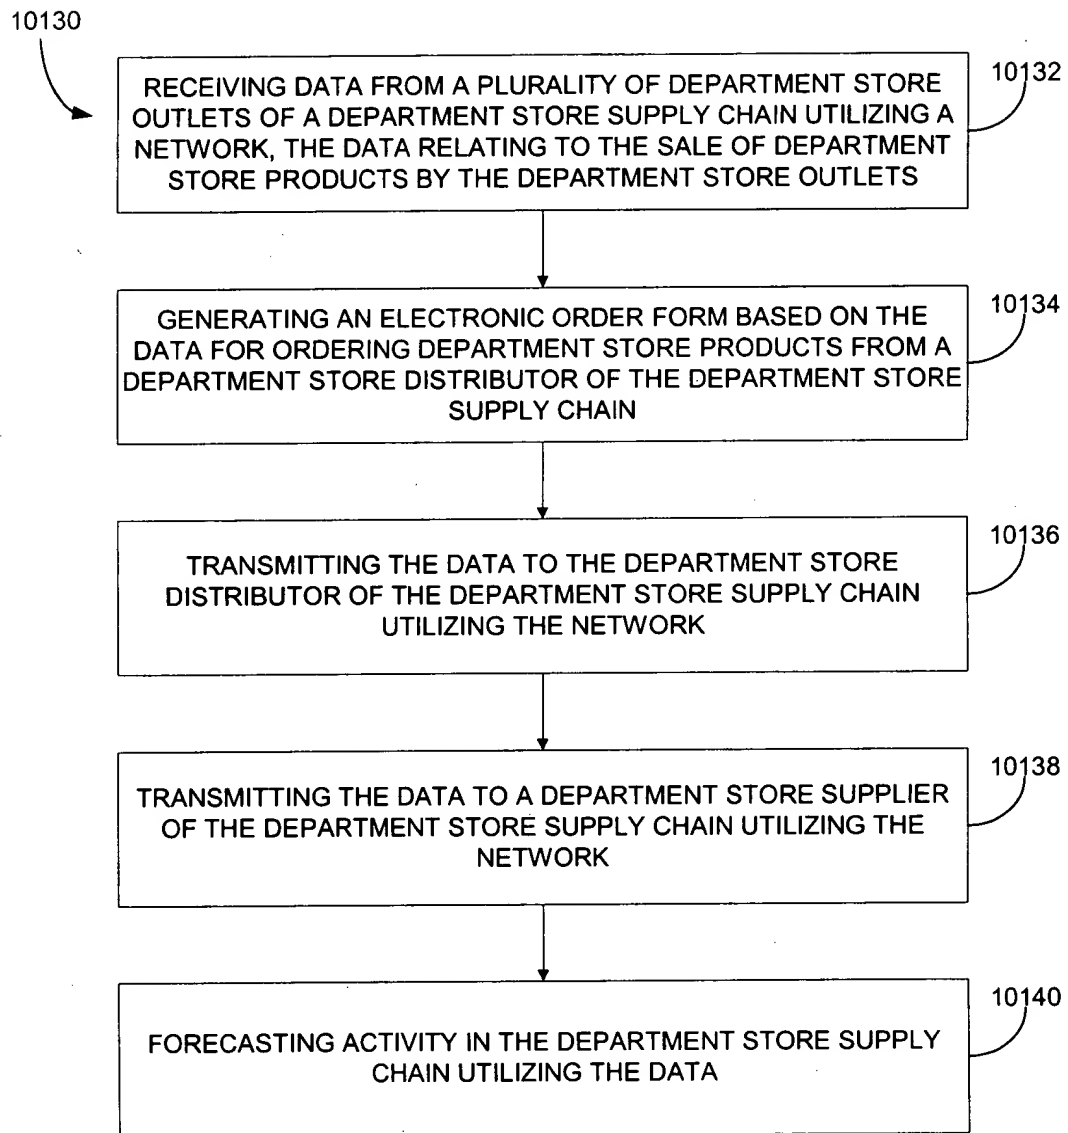 10130
10132
RECEIVING DATA FROM A PLURALITY OF DEPARTMENT STORE
OUTLETS OF A DEPARTMENT STORE SUPPLY CHAIN UTILIZING A
NETWORK, THE DATA RELATING TO THE SALE OF DEPARTMENT
STORE PRODUCTS BY THE DEPARTMENT STORE OUTLETS
10134
GENERATING AN ELECTRONIC ORDER FORM BASED ON THE
DATA FOR ORDERING DEPARTMENT STORE PRODUCTS FROM A
DEPARTMENT STORE DISTRIBUTOR OF THE DEPARTMENT STORE
SUPPLY CHAIN
10136
TRANSMITTING THE DATA TO THE DEPARTMENT STORE
DISTRIBUTOR OF THE DEPARTMENT STORE SUPPLY CHAIN
UTILIZING THE NETWORK
10138
TRANSMITTING THE DATA TO A DEPARTMENT STORE SUPPLIER
OF THE DEPARTMENT STORE SUPPLY CHAIN UTILIZING THE
NETWORK
10140
FORECASTING ACTIVITY IN THE DEPARTMENT STORE SUPPLY
CHAIN UTILIZING THE DATA